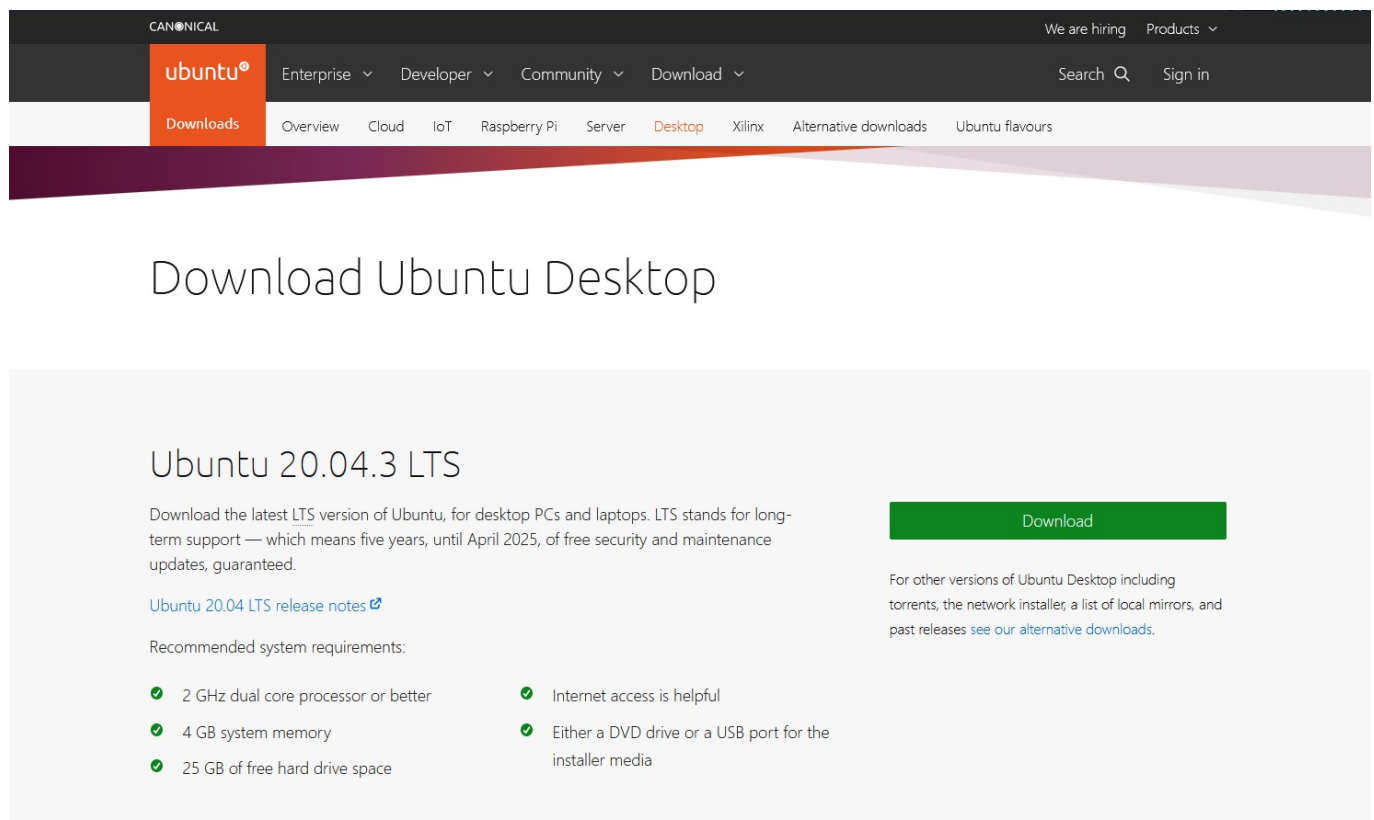 CANONICAL
We are hiring Products
ubuntu Enterprise Developer Community Download Search Sign in
Downloads Overview Cloud IoT Raspberry Pi Server Desktop Xilinx Alternative downloads Ubuntu flavours
Download Ubuntu Desktop
Ubuntu 20.04.3 LTS
Download the latest LTS version of Ubuntu, for desktop PCs and laptops. LTS stands for long-
term support — which means five years, until April 2025, of free security and maintenance
updates, guaranteed.
Ubuntu 20.04 LTS release notes
Recommended system requirements:
2 GHz dual core processor or better
4 GB system memory
25 GB of free hard drive space
Internet access is helpful
Either a DVD drive or a USB port for the
installer media
Download
For other versions of Ubuntu Desktop including
torrents, the network installer, a list of local mirrors, and
past releases see our alternative downloads.